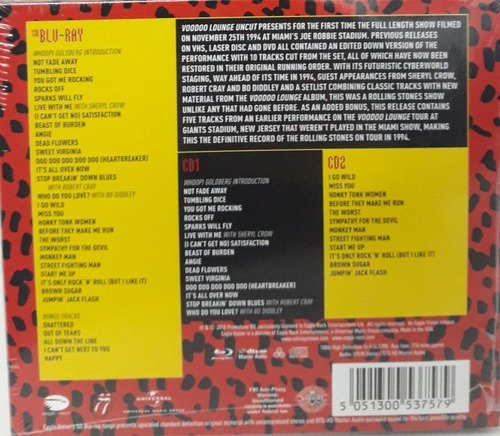 SD BLU-RAY
WHOOPI GOLDBERG INTRODUCTION
NOT FADE AWAY
TUMBLING DICE
YOU GOT ME ROCKING
ROCKS OFF
SPARKS WILL FLY
LIVE WITH ME WITH SHERYL CROW
(I CAN'T GET NO) SATISFACTION
BEAST OF BURDEN
ANGIE
DEAD FLOWERS
SWEET VIRGINIA
DOO DOO DOO DOO DOO (HEARTBREAKER)
IT'S ALL OVER NOW
STOP BREAKIN' DOWN BLUES
WITH ROBERT CRAY
WHO DO YOU LOVE? WITH BO DIDDLEY
I GO WILD
MISS YOU
HONKY TONK WOMEN
BEFORE THEY MAKE ME RUN
THE WORST
SYMPATHY FOR THE DEVIL
MONKEY MAN
STREET FIGHTING MAN
START ME UP
IT'S ONLY ROCK 'N' ROLL (BUT I LIKE IT)
BROWN SUGAR
JUMPIN' JACK FLASH
BONUS TRACKS
SHATTERED
OUT OF TEARS
ALL DOWN THE LINE
I CAN'T GET NEXT TO YOU
HAPPY
VOODOO LOUNGE UNCUT PRESENTS FOR THE FIRST TIME THE FULL LENGTH SHOW FILMED
ON NOVEMBER 25TH 1994 AT MIAMI'S JOE ROBBIE STADIUM. PREVIOUS RELEASES
ON VHS, LASER DISC AND DVD ALL CONTAINED AN EDITED DOWN VERSION OF THE
PERFORMANCE WITH 10 TRACKS CUT FROM THE SET, ALL OF WHICH HAVE NOW BEEN
RESTORED IN THEIR ORIGINAL RUNNING ORDER. WITH ITS FUTURISTIC CYBERWORLD
STAGING, WAY AHEAD OF ITS TIME IN 1994, GUEST APPEARANCES FROM SHERYL CROW,
ROBERT CRAY AND BO DIDDLEY AND A SETLIST COMBINING CLASSIC TRACKS WITH NEW
MATERIAL FROM THE VOODOO LOUNGE ALBUM, THIS WAS A ROLLING STONES SHOW
UNLIKE ANY THAT HAD GONE BEFORE. AS AN ADDED BONUS, THIS RELEASE CONTAINS
FIVE TRACKS FROM AN EARLIER PERFORMANCE ON THE VOODOO LOUNGE TOUR AT
GIANTS STADIUM, NEW JERSEY THAT WEREN'T PLAYED IN THE MIAMI SHOW, MAKING
THIS THE DEFINITIVE RECORD OF THE ROLLING STONES ON TOUR IN 1994.
CD1
WHOOPI GOLDBERG INTRODUCTION
NOT FADE AWAY
TUMBLING DICE
YOU GOT ME ROCKING
ROCKS OFF
SPARKS WILL FLY
LIVE WITH ME WITH SHERYL CROW
(I CAN'T GET NO) SATISFACTION
BEAST OF BURDEN
ANGIE
DEAD FLOWERS
SWEET VIRGINIA
DOO DOO DOO DOO DOO (HEARTBREAKER)
IT'S ALL OVER NOW
STOP BREAKIN' DOWN BLUES WITH ROBERT CRAY
WHO DO YOU LOVE? WITH BO DIDDLEY
CD2
I GO WILD
MISS YOU
HONKY TONK WOMEN
BEFORE THEY MAKE ME RUN
THE WORST
SYMPATHY FOR THE DEVIL
MONKEY MAN
STREET FIGHTING MAN
START ME UP
IT'S ONLY ROCK 'N' ROLL (BUT I LIKE IT)
BROWN SUGAR
JUMPIN' JACK FLASH
www.rollingstones.com www.eagle-rock.com
dts Master Audio
UNIVERSAL
UNIVERSAL MUSIC GROUP
FBI Anti-Piracy
Warning:
5 051300 537579